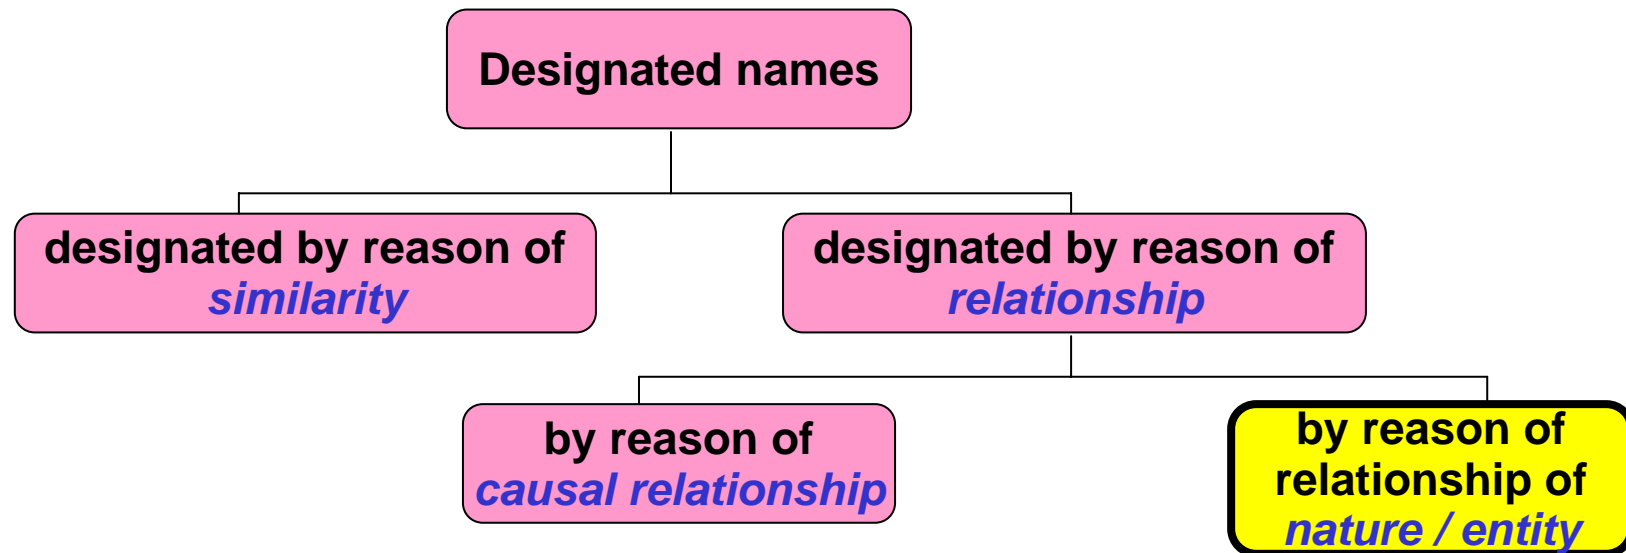 Designated names
designated by reason of
similarity
designated by reason of
relationship
by reason of
causal relationship
by reason of
relationship of
nature / entity